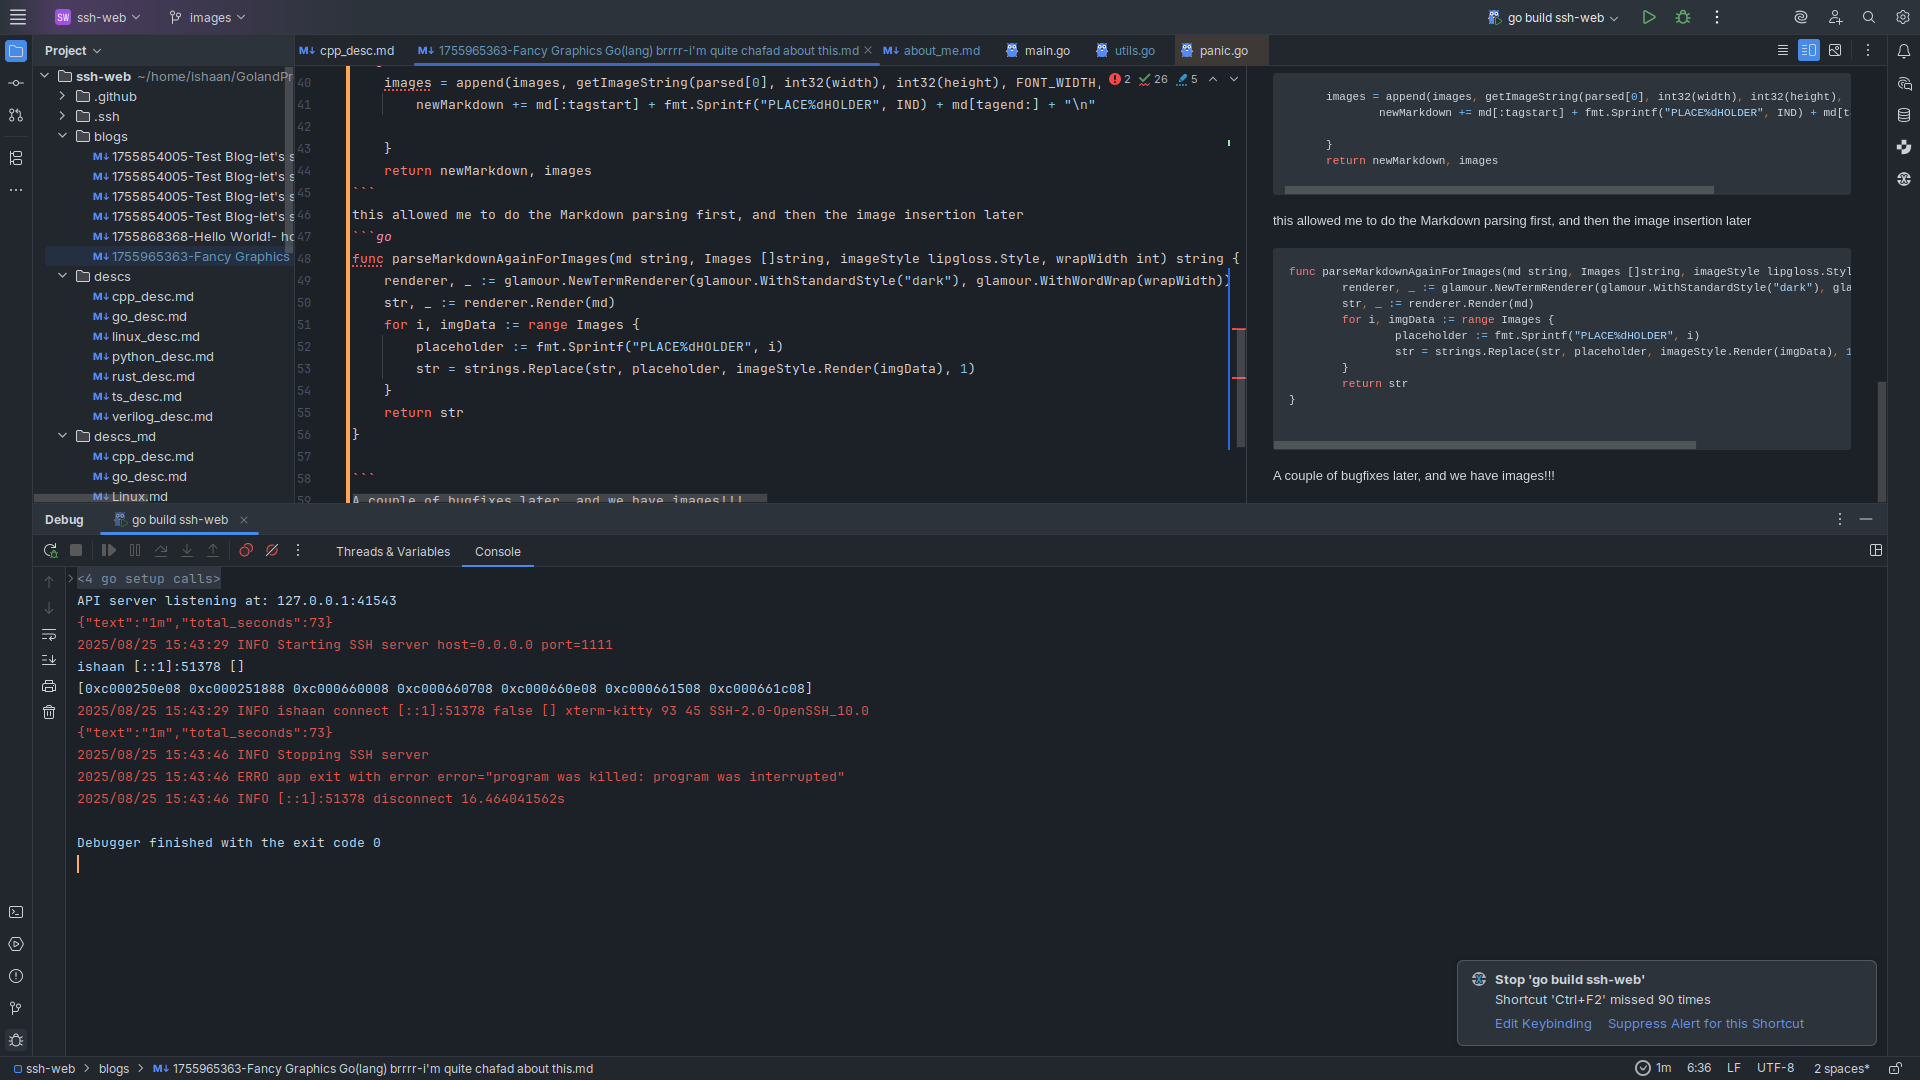 SW ssh-web images go build ssh-web
Project
cpp_desc.md 1755965363-Fancy Graphics Go(lang) brrrr-i'm quite chafad about this.md about_me.md main.go utils.go panic.go
ssh-web ~/home/ishaan/GolandPr
.github
.ssh
blogs
1755854005-Test Blog-let's s
1755854005-Test Blog-let's s
1755854005-Test Blog-let's s
1755854005-Test Blog-let's s
1755868368-Hello World!- ho
1755965363-Fancy Graphics
descs
cpp_desc.md
go_desc.md
linux_desc.md
python_desc.md
rust_desc.md
ts_desc.md
verilog_desc.md
descs_md
cpp_desc.md
go_desc.md
Linux.md
2 26 5
40 images = append(images, getImageString(parsed[0], int32(width), int32(height), FONT_WIDTH,
41 newMarkdown += md[:tagstart] + fmt.Sprintf("PLACE%dHOLDER", IND) + md[tagend:] + "\n"
42
43 }
44 return newMarkdown, images
45 ```
46 this allowed me to do the Markdown parsing first, and then the image insertion later
47 ```go
48 func parseMarkdownAgainForImages(md string, Images []string, imageStyle lipgloss.Style, wrapWidth int) string {
49 renderer, _ := glamour.NewTermRenderer(glamour.WithStandardStyle("dark"), glamour.WithWordWrap(wrapWidth))
50 str, _ := renderer.Render(md)
51 for i, imgData := range Images {
52 placeholder := fmt.Sprintf("PLACE%dHOLDER", i)
53 str = strings.Replace(str, placeholder, imageStyle.Render(imgData), 1)
54 }
55 return str
56 }
57
58 ```
59 A couple of bugfixes later, and we have images!!!
images = append(images, getImageString(parsed[0], int32(width), int32(height),
newMarkdown += md[:tagstart] + fmt.Sprintf("PLACE%dHOLDER", IND) + md[t
}
return newMarkdown, images
this allowed me to do the Markdown parsing first, and then the image insertion later
func parseMarkdownAgainForImages(md string, Images []string, imageStyle lipgloss.Styl
renderer, _ := glamour.NewTermRenderer(glamour.WithStandardStyle("dark"), gla
str, _ := renderer.Render(md)
for i, imgData := range Images {
placeholder := fmt.Sprintf("PLACE%dHOLDER", i)
str = strings.Replace(str, placeholder, imageStyle.Render(imgData), 1
}
return str
}
A couple of bugfixes later, and we have images!!!
Debug go build ssh-web
Threads & Variables Console
<4 go setup calls>
API server listening at: 127.0.0.1:41543
{"text":"1m","total_seconds":73}
2025/08/25 15:43:29 INFO Starting SSH server host=0.0.0.0 port=1111
ishaan [::1]:51378 []
[0xc000250e08 0xc000251888 0xc000660008 0xc000660708 0xc000660e08 0xc000661508 0xc000661c08]
2025/08/25 15:43:29 INFO ishaan connect [::1]:51378 false [] xterm-kitty 93 45 SSH-2.0-OpenSSH_10.0
{"text":"1m","total_seconds":73}
2025/08/25 15:43:46 INFO Stopping SSH server
2025/08/25 15:43:46 ERRO app exit with error error="program was killed: program was interrupted"
2025/08/25 15:43:46 INFO [::1]:51378 disconnect 16.464041562s
Debugger finished with the exit code 0
Stop 'go build ssh-web'
Shortcut 'Ctrl+F2' missed 90 times
Edit Keybinding Suppress Alert for this Shortcut
ssh-web > blogs > 1755965363-Fancy Graphics Go(lang) brrrr-i'm quite chafad about this.md 1m 6:36 LF UTF-8 2 spaces*